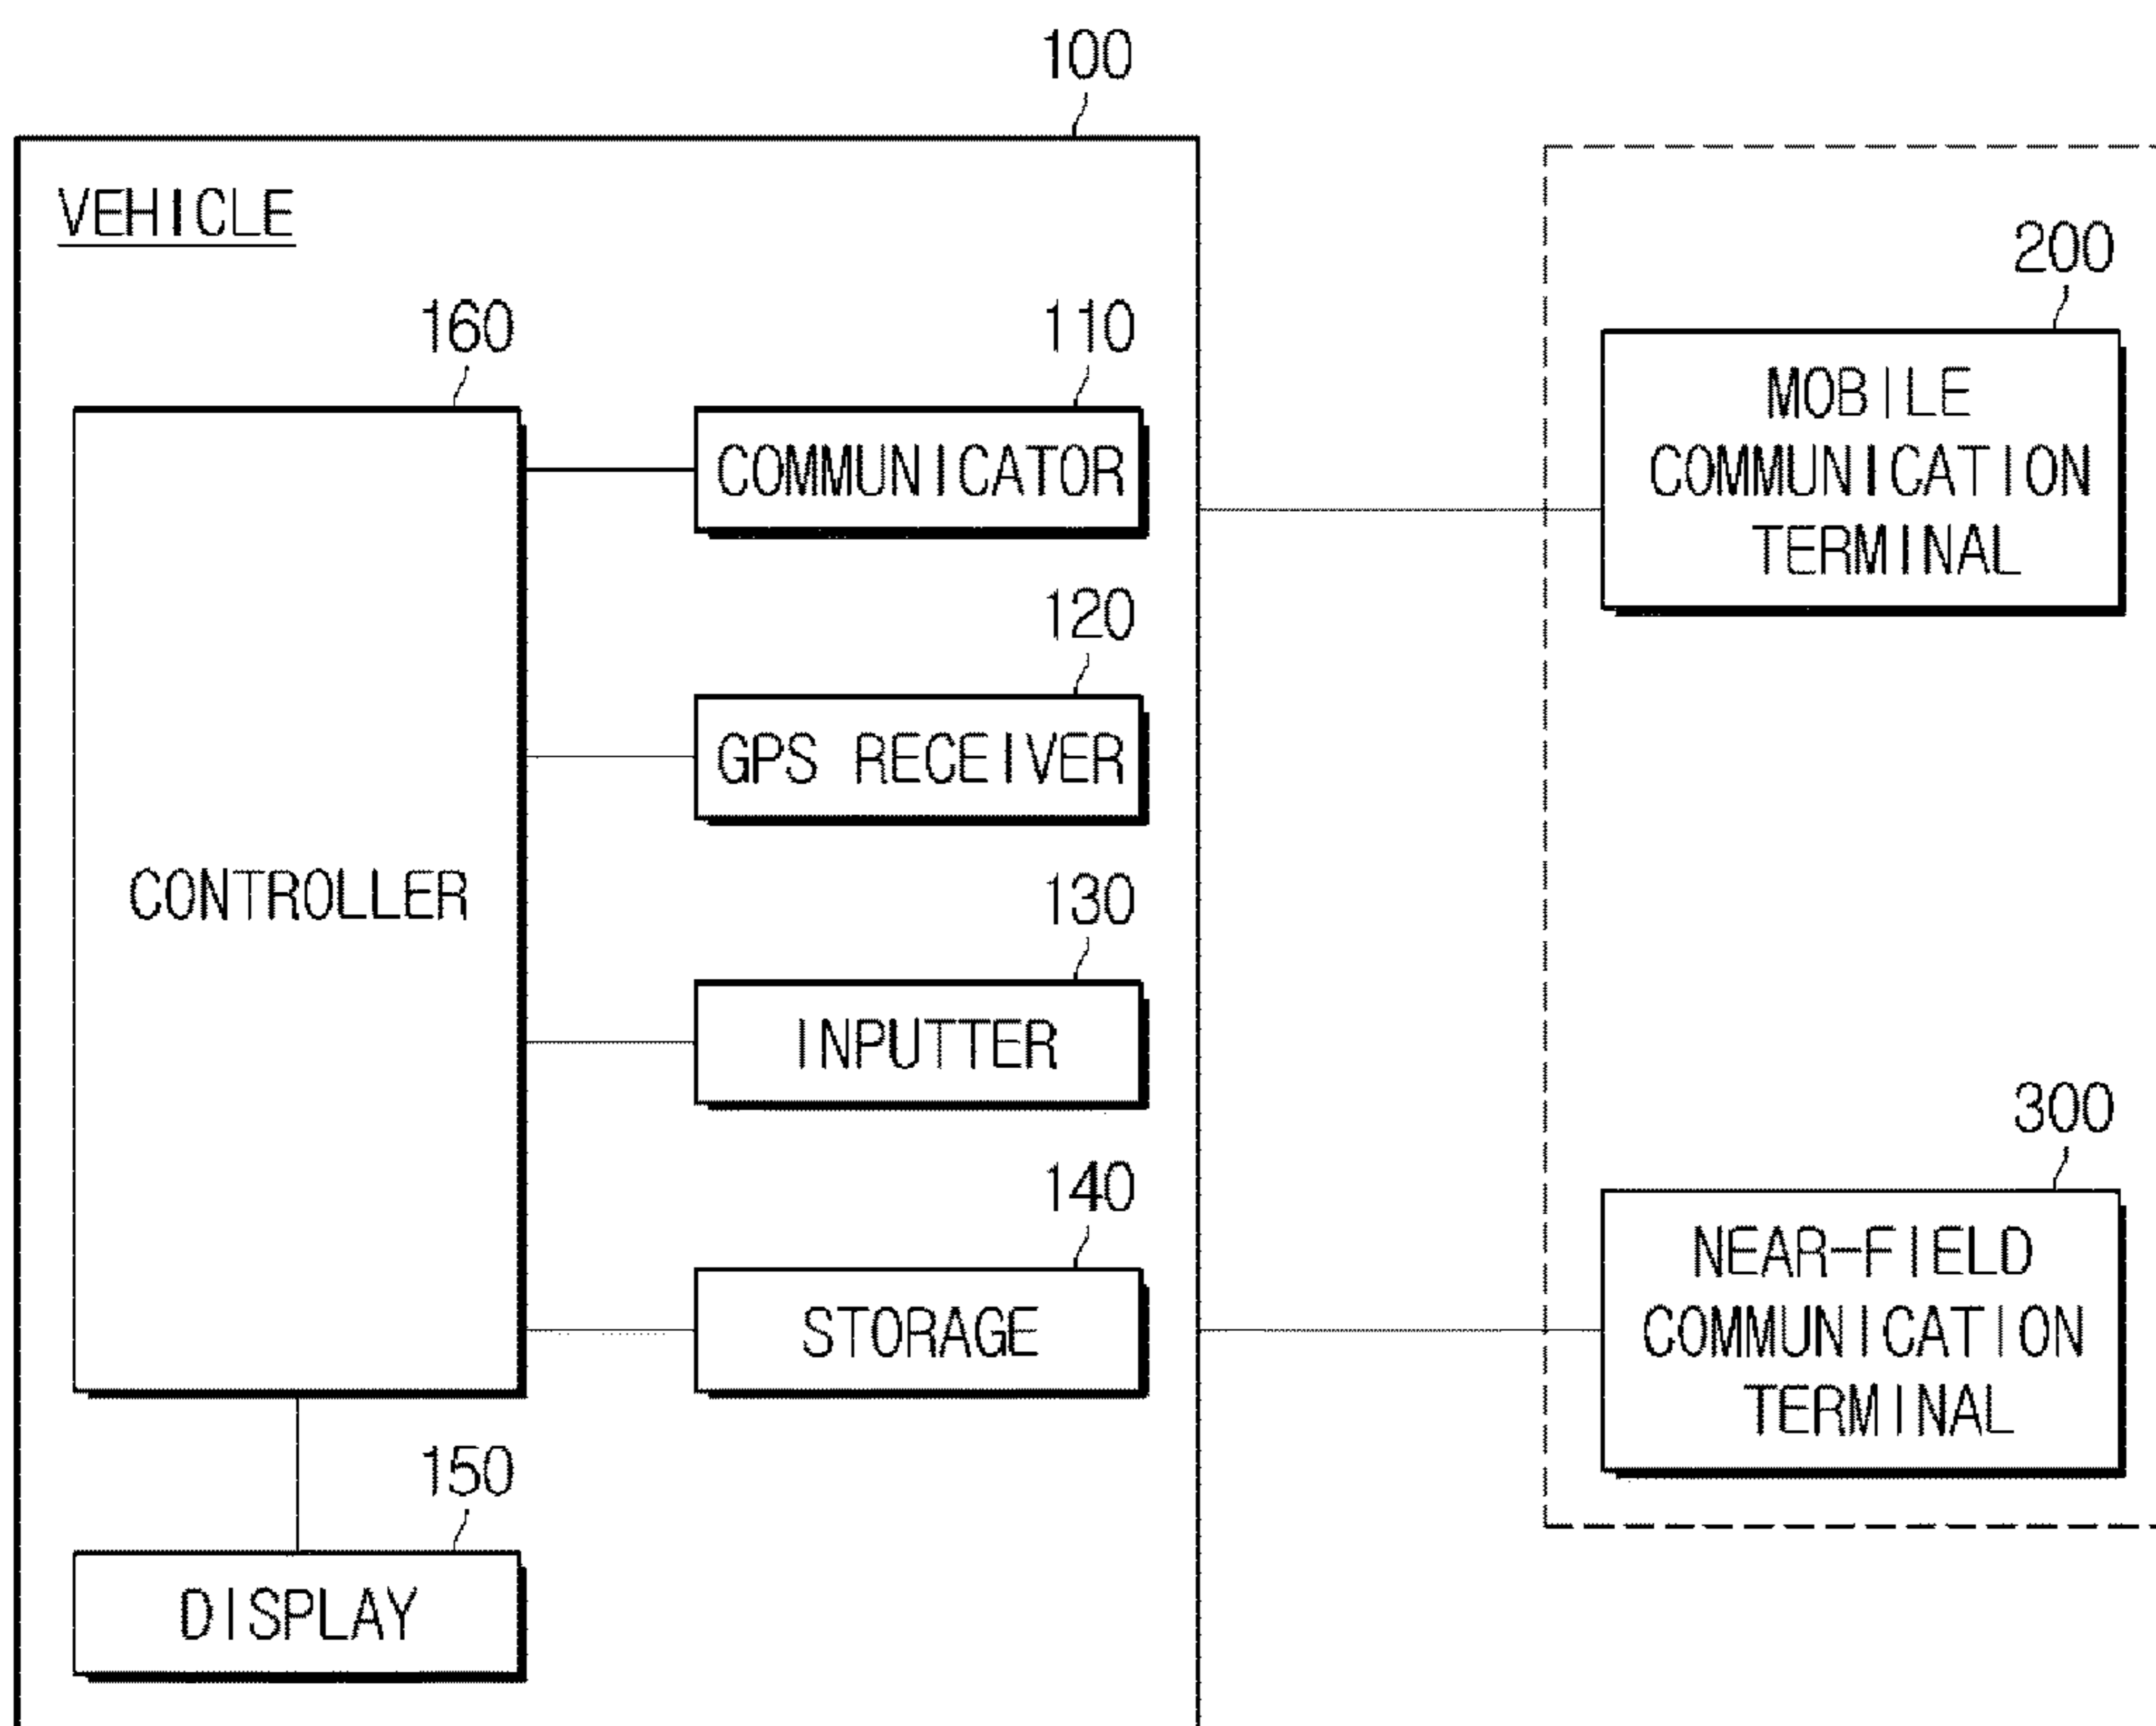 100
VEHICLE
200
160
110
MOBILE
COMMUNICATION
TERMINAL
COMMUNICATOR
120
GPS RECEIVER
CONTROLLER
130
INPUTTER
300
140
NEAR-FIELD
COMMUNICATION
TERMINAL
STORAGE
150
DISPLAY